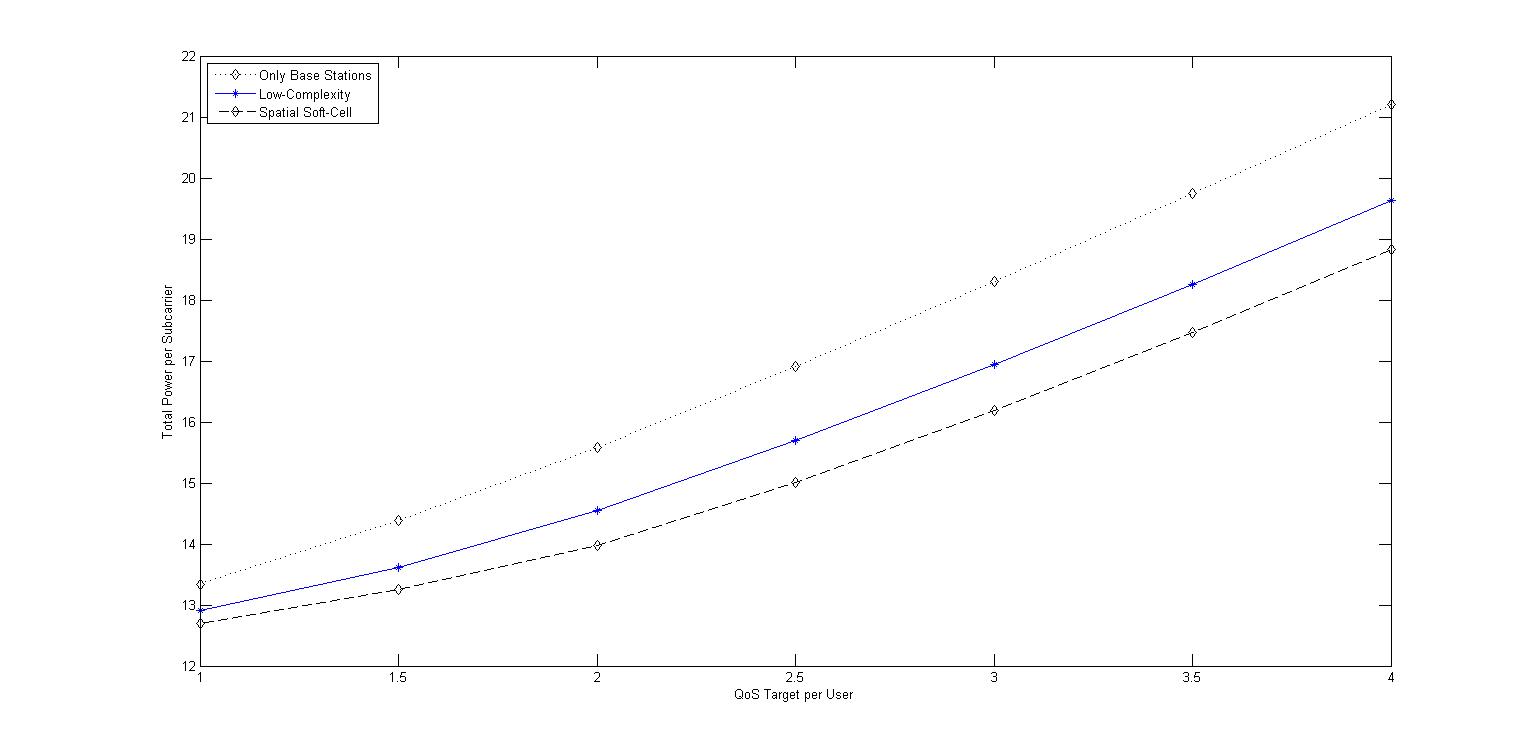 Only Base Stations
Low-Complexity
Spatial Soft-Cell
22
21
20
19
18
17
16
15
14
13
12
Total Power per Subcarrier
1 1.5 2 2.5 3 3.5 4
QoS Target per User